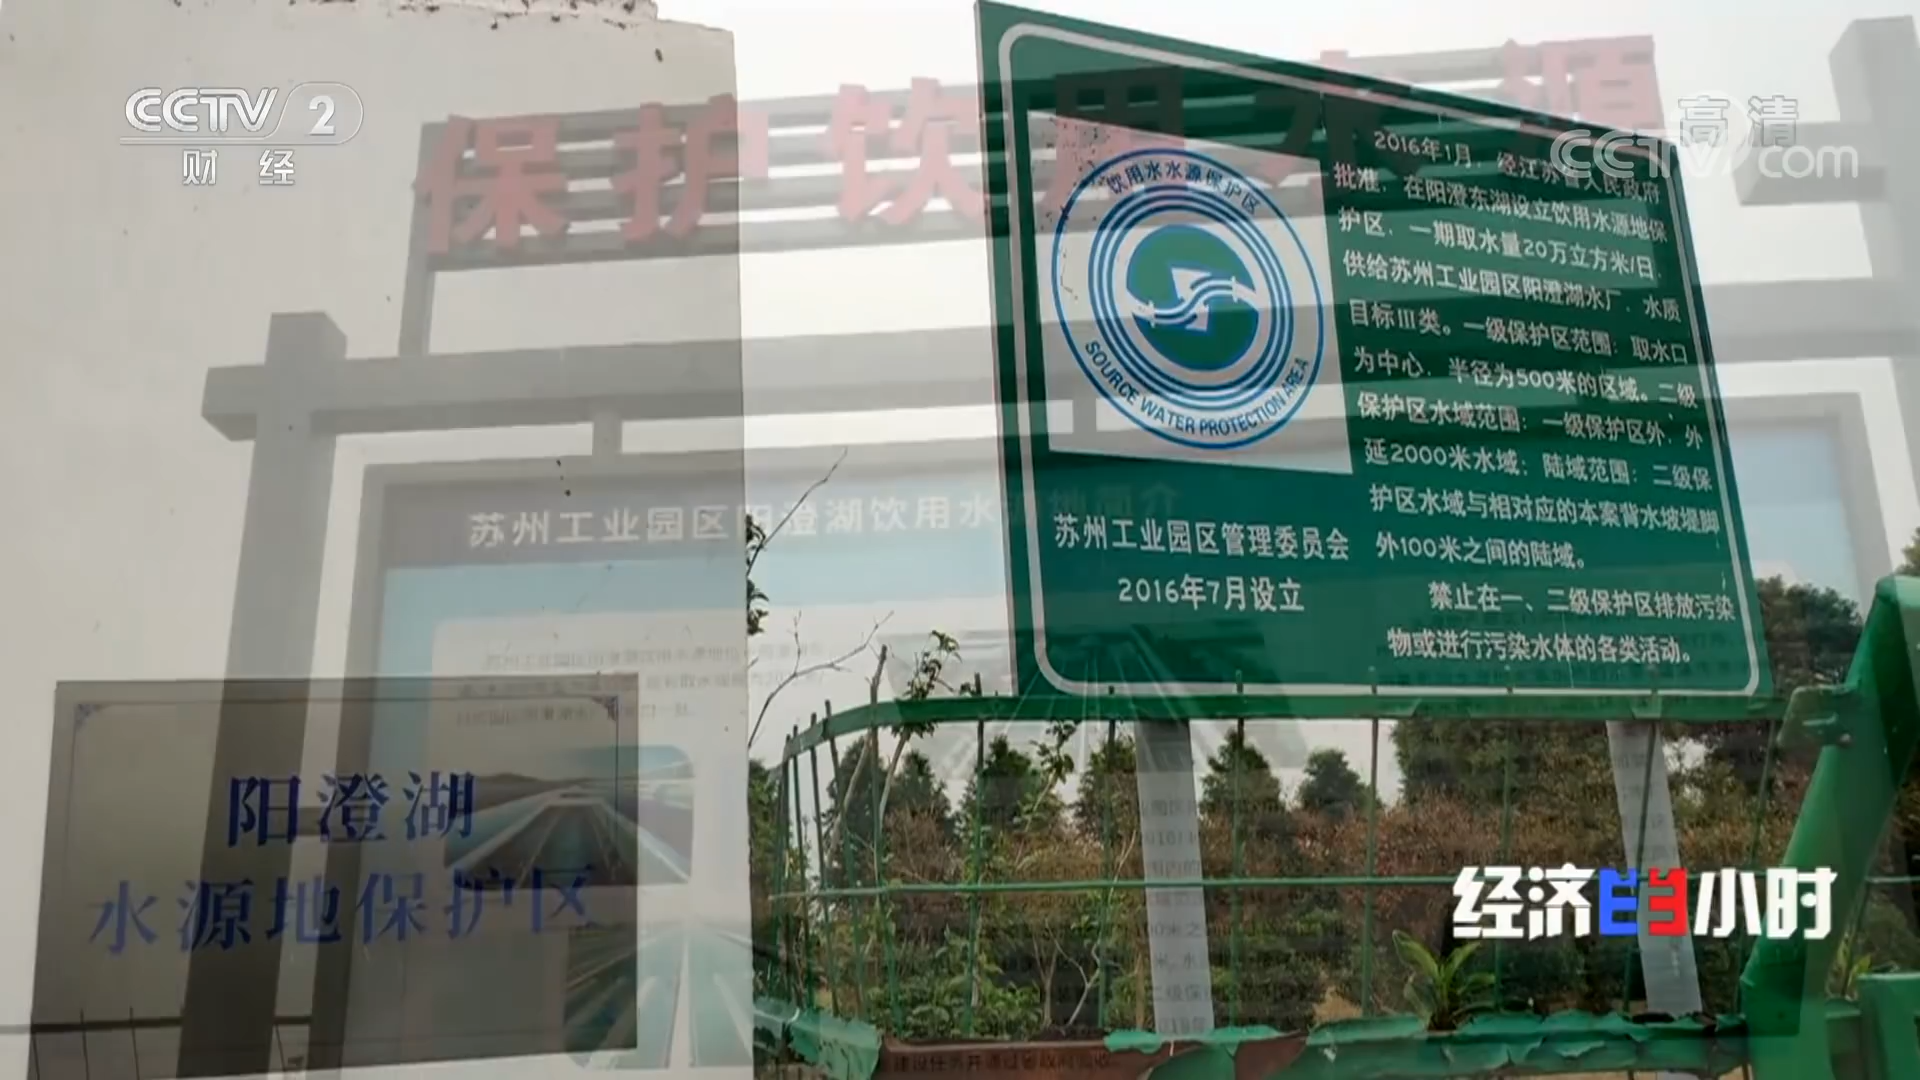 CCTV 2
财经
高清
CCTV.com
保护饮用水源
饮用水水源保护区
SOURCE WATER PROTECTION AREA
2016年1月，经江苏省人民政府
批准，在阳澄东湖设立饮用水源地保
护区，一期取水量20万立方米/日，
供给苏州工业园区阳澄湖水厂，水质
目标III类。一级保护区范围：取水口
为中心，半径为500米的区域。二级
保护区水域范围：一级保护区外，外
延2000米水域；陆域范围：二级保
护区水域与相对应的本案背水坡堤脚
外100米之间的陆域。
禁止在一、二级保护区排放污染
物或进行污染水体的各类活动。
苏州工业园区管理委员会
2016年7月设立
苏州工业园区阳澄湖饮用水源地简介
阳澄湖
水源地保护区
经济半小时